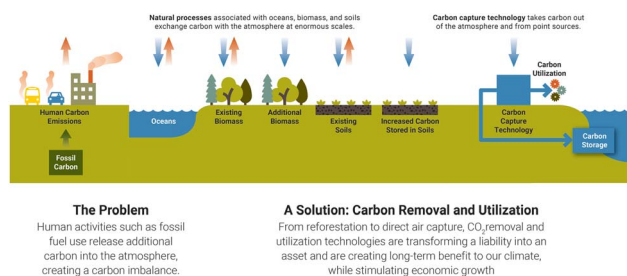 Natural processes associated with oceans, biomass, and soils
exchange carbon with the atmosphere at enormous scales.
Carbon capture technology takes carbon out
of the atmosphere and from point sources.
Carbon
Utilization
Human Carbon
Emissions
Oceans
Existing
Biomass
Additional
Biomass
Existing
Soils
Increased Carbon
Stored in Soils
Carbon
Capture
Technology
Carbon
Storage
Fossil
Carbon
The Problem
Human activities such as fossil
fuel use release additional
carbon into the atmosphere,
creating a carbon imbalance.
A Solution: Carbon Removal and Utilization
From reforestation to direct air capture, CO₂removal and
utilization technologies are transforming a liability into an
asset and are creating long-term benefit to our climate,
while stimulating economic growth